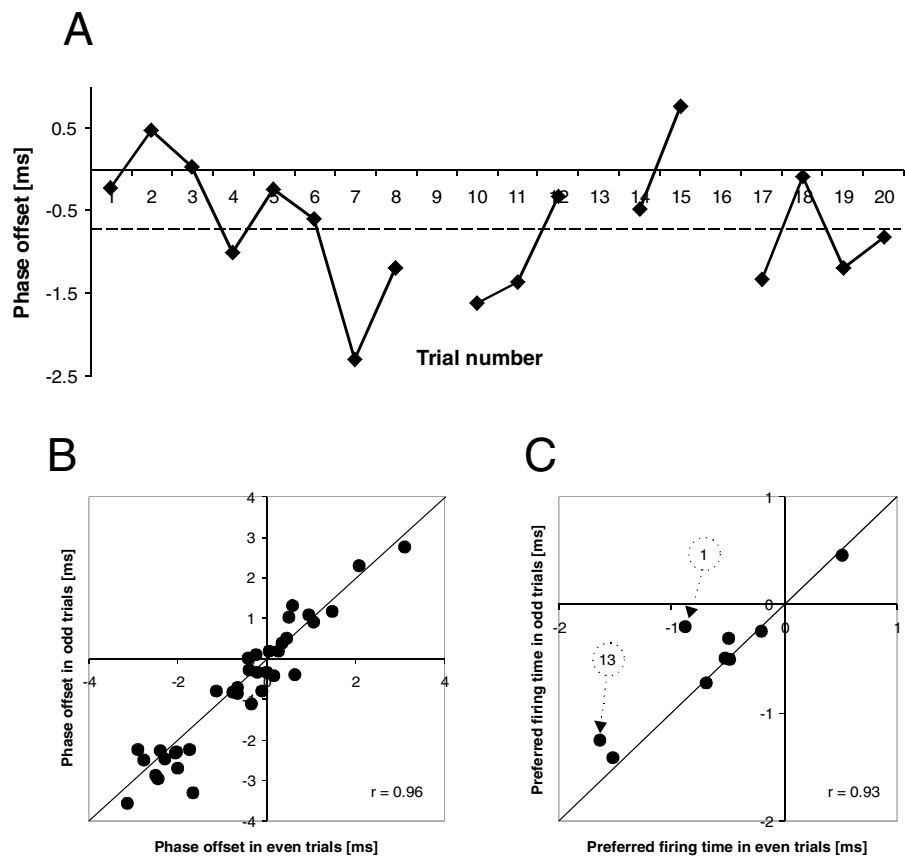 A
Phase offset [ms]
0.5
-0.5
-1.5
-2.5
1 2 3 4 5 6 7 8 10 11 12 13 14 15 17 18 19 20
Trial number
B
Phase offset in odd trials [ms]
4
3
2
1
-4 -2 0 2 4
-1
-2
-3
-4
r = 0.96
Phase offset in even trials [ms]
C
Preferred firing time in odd trials [ms]
1
1
0
-2 -1 0 1
13
-1
r = 0.93
-2
Preferred firing time in even trials [ms]